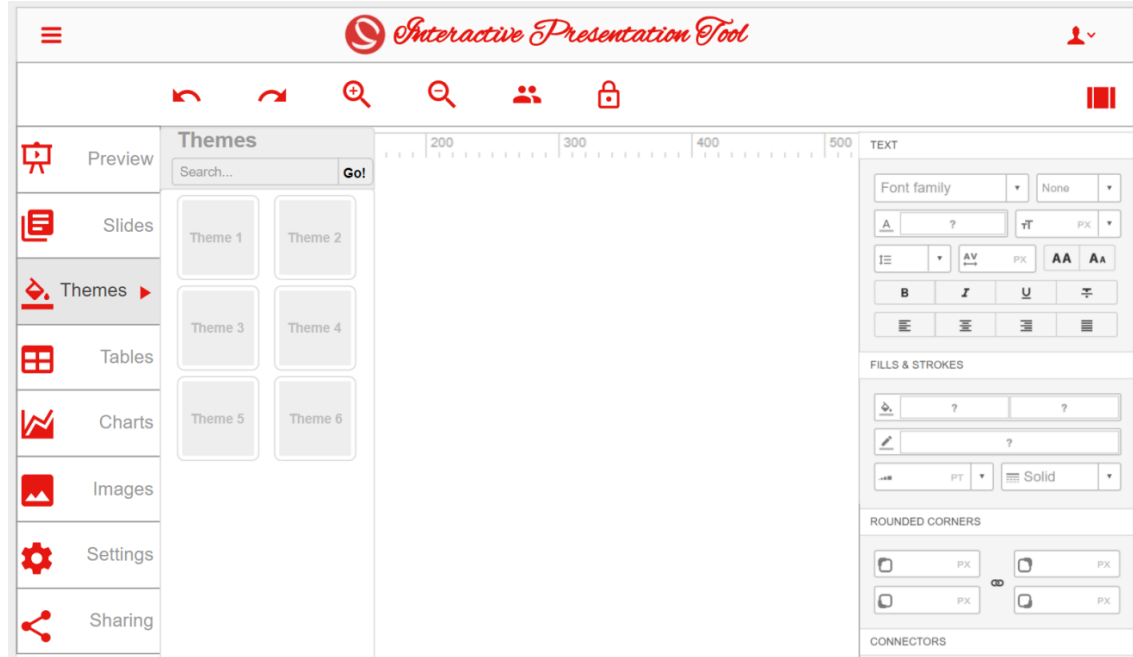 Interactive Presentation Tool
Preview
Slides
Themes
Tables
Charts
Images
Settings
Sharing
Themes
Search...
Go!
Theme 1
Theme 2
Theme 3
Theme 4
Theme 5
Theme 6
200
300
400
500
TEXT
Font family
None
A
?
TT
PX
AV
PX
AA
AA
B
I
U
T
FILLS & STROKES
?
?
?
PT
Solid
ROUNDED CORNERS
PX
PX
PX
PX
CONNECTORS